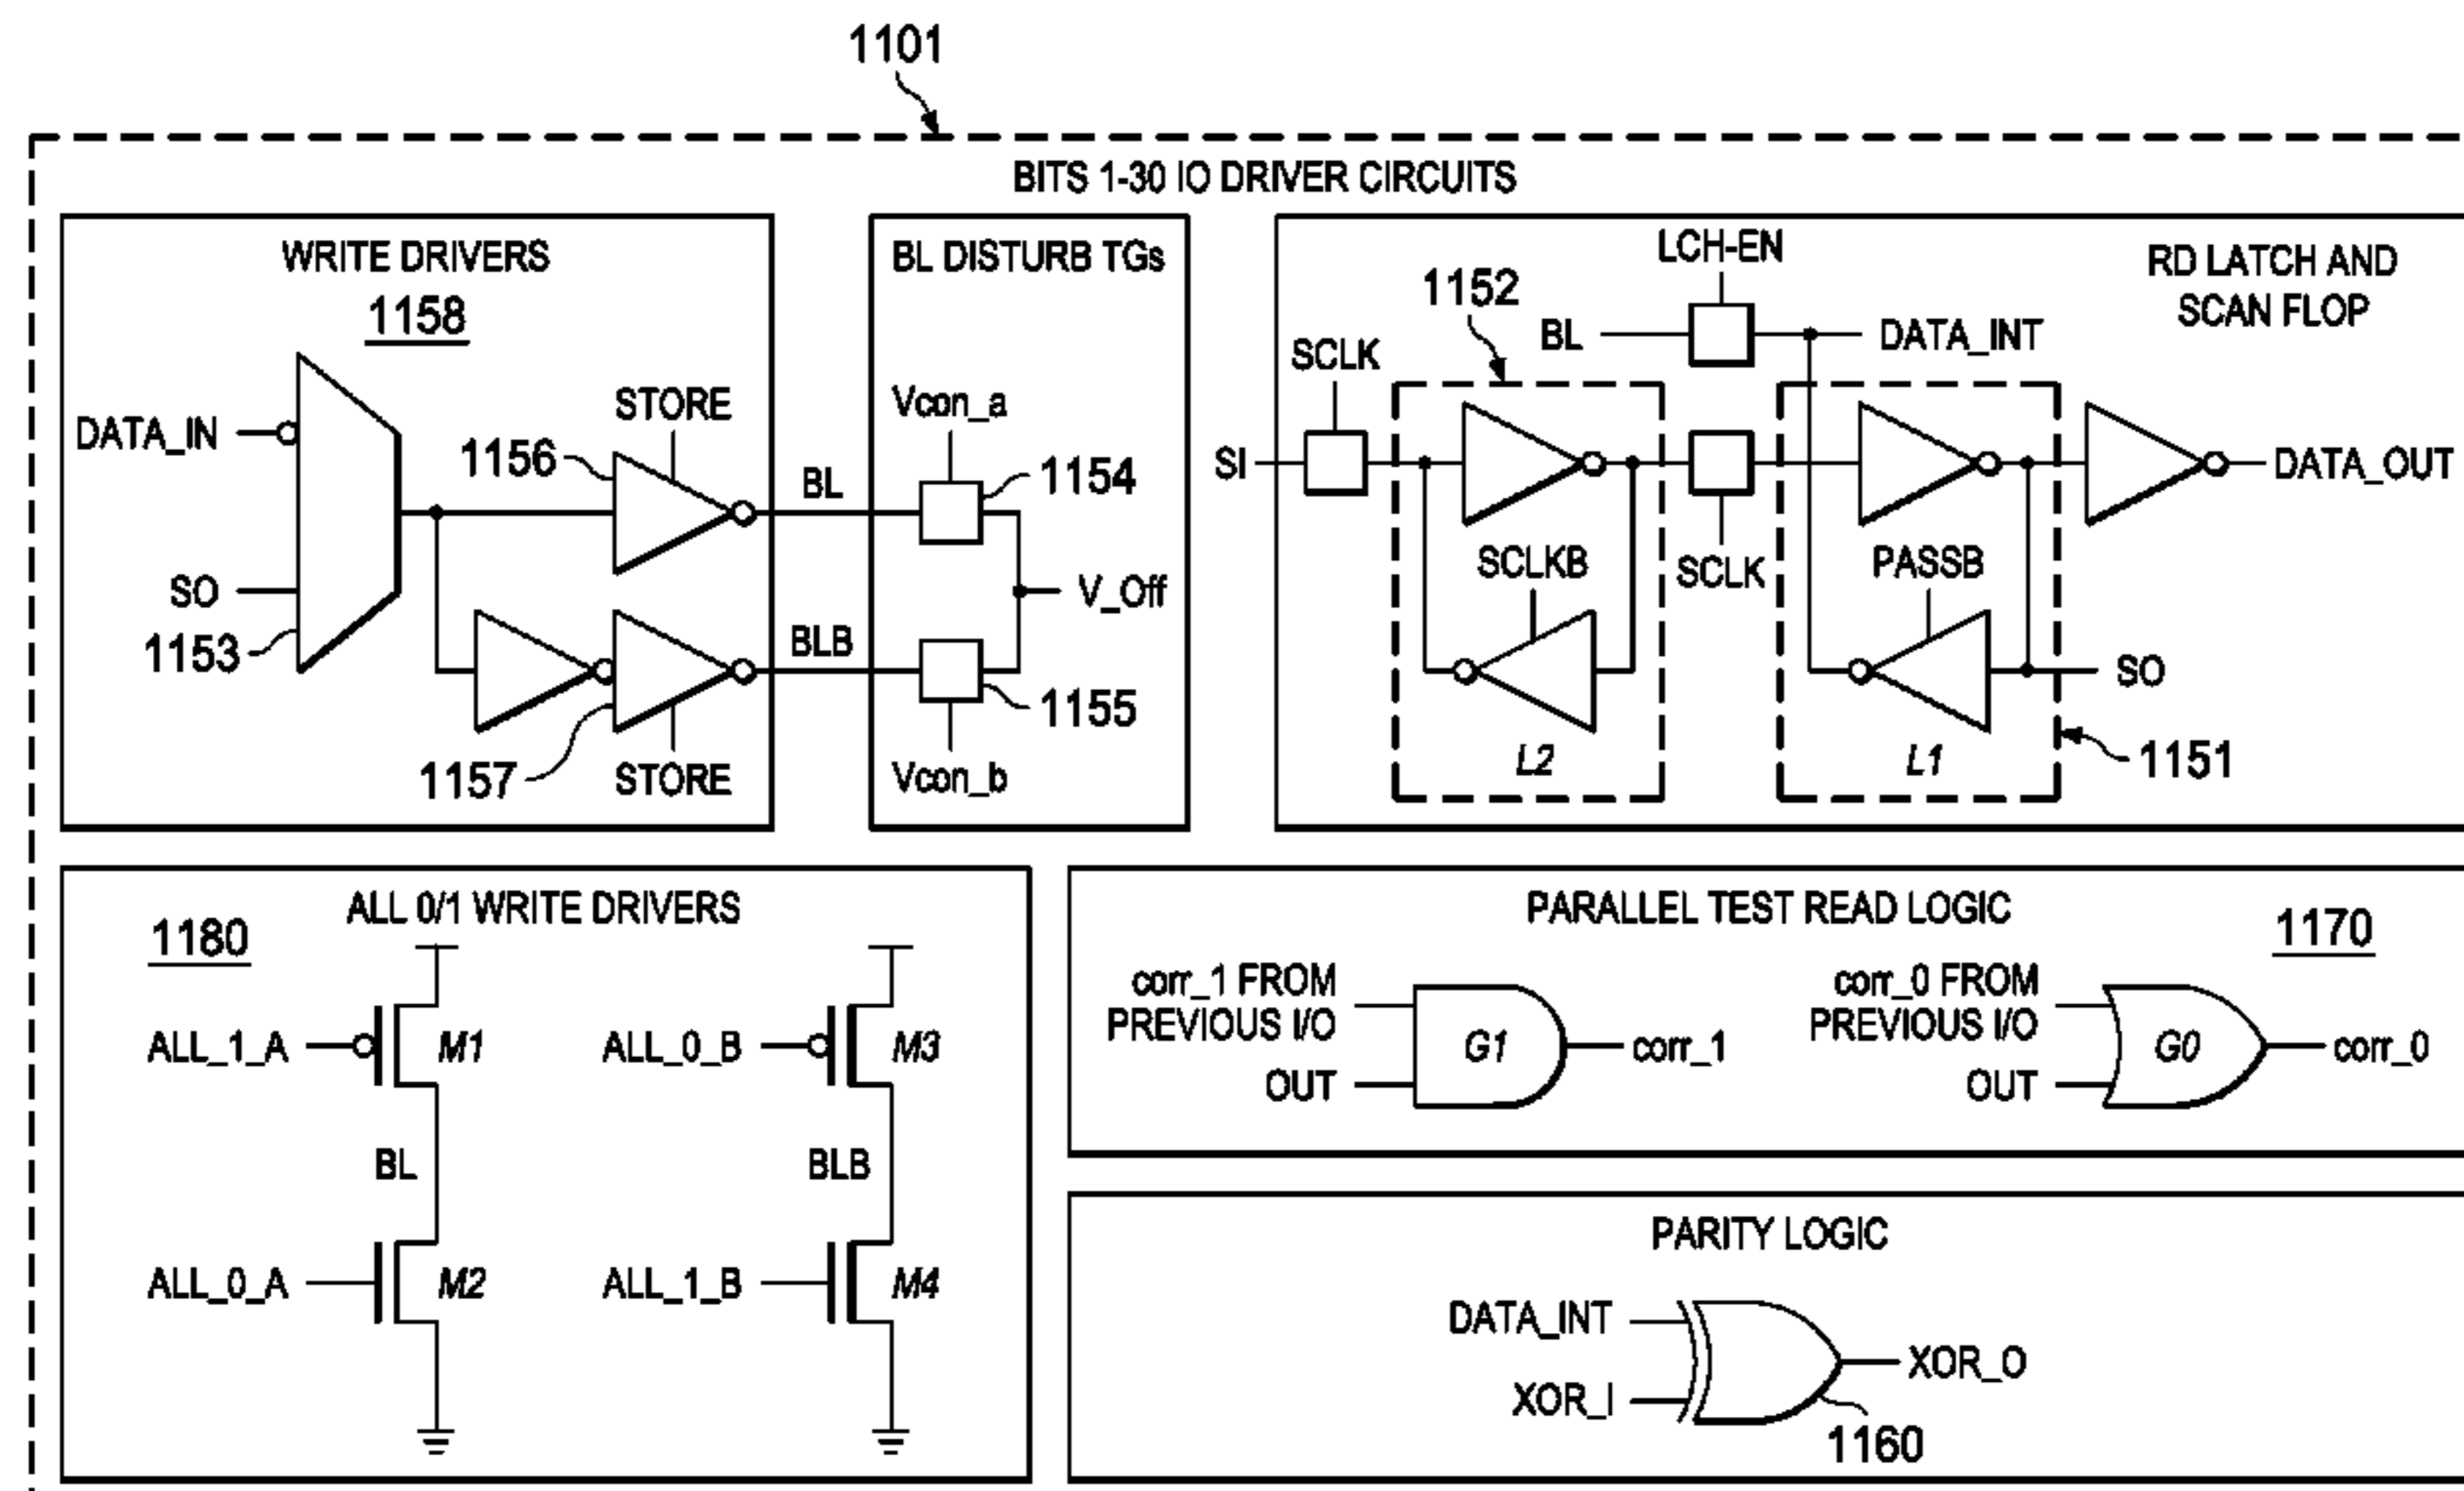 1101
BITS 1-30 IO DRIVER CIRCUITS
WRITE DRIVERS
1158
DATA_IN
SO
1153
1156
STORE
1157
STORE
BL
BLB
BL DISTURB TGs
Vcon_a
1154
V_Off
1155
Vcon_b
RD LATCH AND
SCAN FLOP
LCH-EN
1152
BL
DATA_INT
SCLK
SI
SCLKB
L2
SCLK
PASSB
L1
DATA_OUT
SO
1151
ALL 0/1 WRITE DRIVERS
1180
ALL_1_A
M1
BL
ALL_0_A
M2
ALL_0_B
M3
BLB
ALL_1_B
M4
PARALLEL TEST READ LOGIC
1170
corr_1 FROM
PREVIOUS I/O
OUT
G1
corr_1
corr_0 FROM
PREVIOUS I/O
OUT
G0
corr_0
PARITY LOGIC
DATA_INT
XOR_I
XOR_O
1160